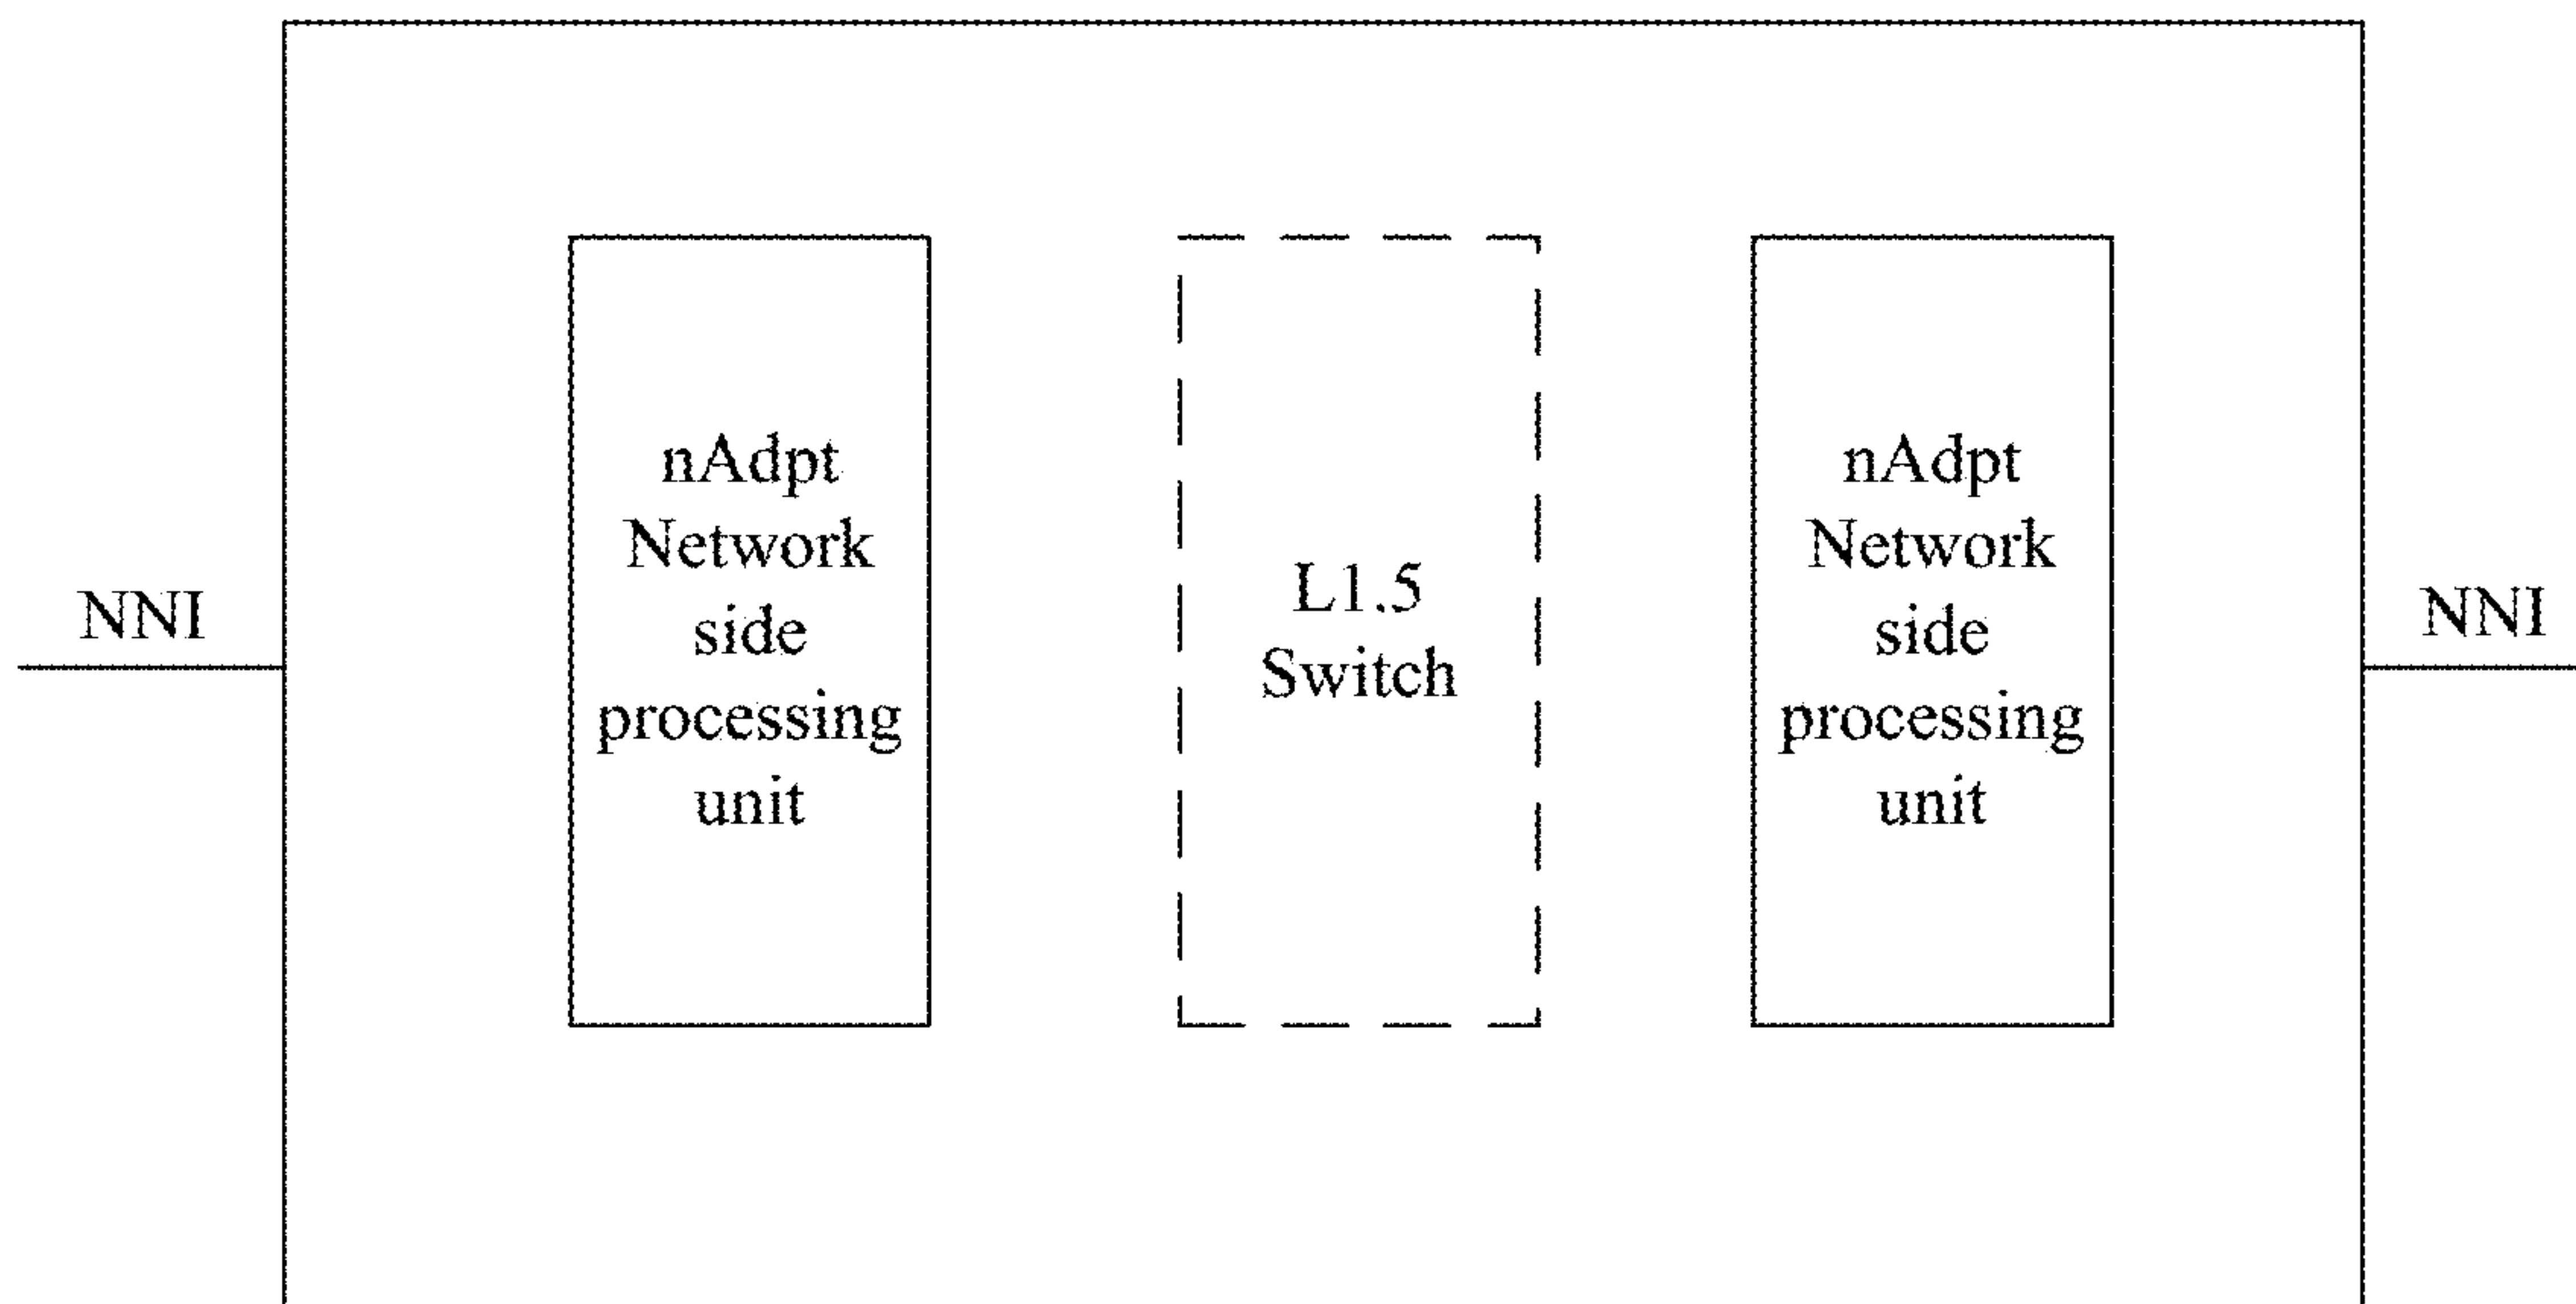 NNI
nAdpt
Network
side
processing
unit
L1.5
Switch
nAdpt
Network
side
processing
unit
NNI